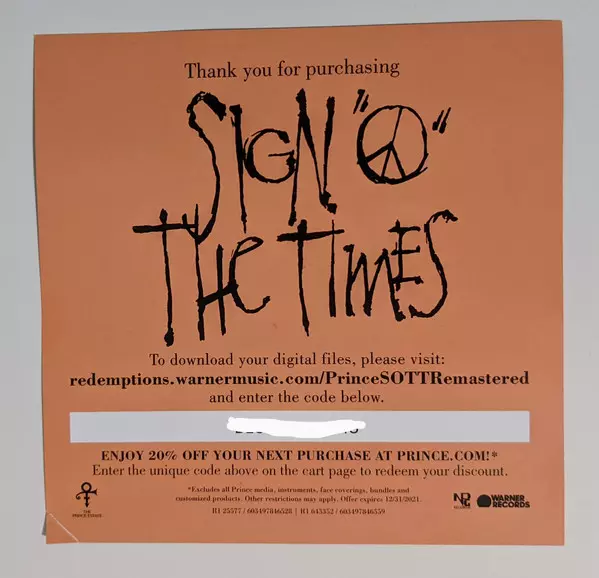 Thank you for purchasing
SIGN "O"
THE TIMES
To download your digital files, please visit:
redemptions.warnermusic.com/PrinceSOTTRemastered
and enter the code below.
ENJOY 20% OFF YOUR NEXT PURCHASE AT PRINCE.COM!*
Enter the unique code above on the cart page to redeem your discount.
*Excludes all Prince media, instruments, face coverings, bundles and
customized products. Other restrictions may apply. Offer expires 12/31/2021.
R1 25577 / 603497846528 | R1 643352 / 603497846559
THE
PRINCE ESTATE
NPG
RECORDS
WARNER
RECORDS